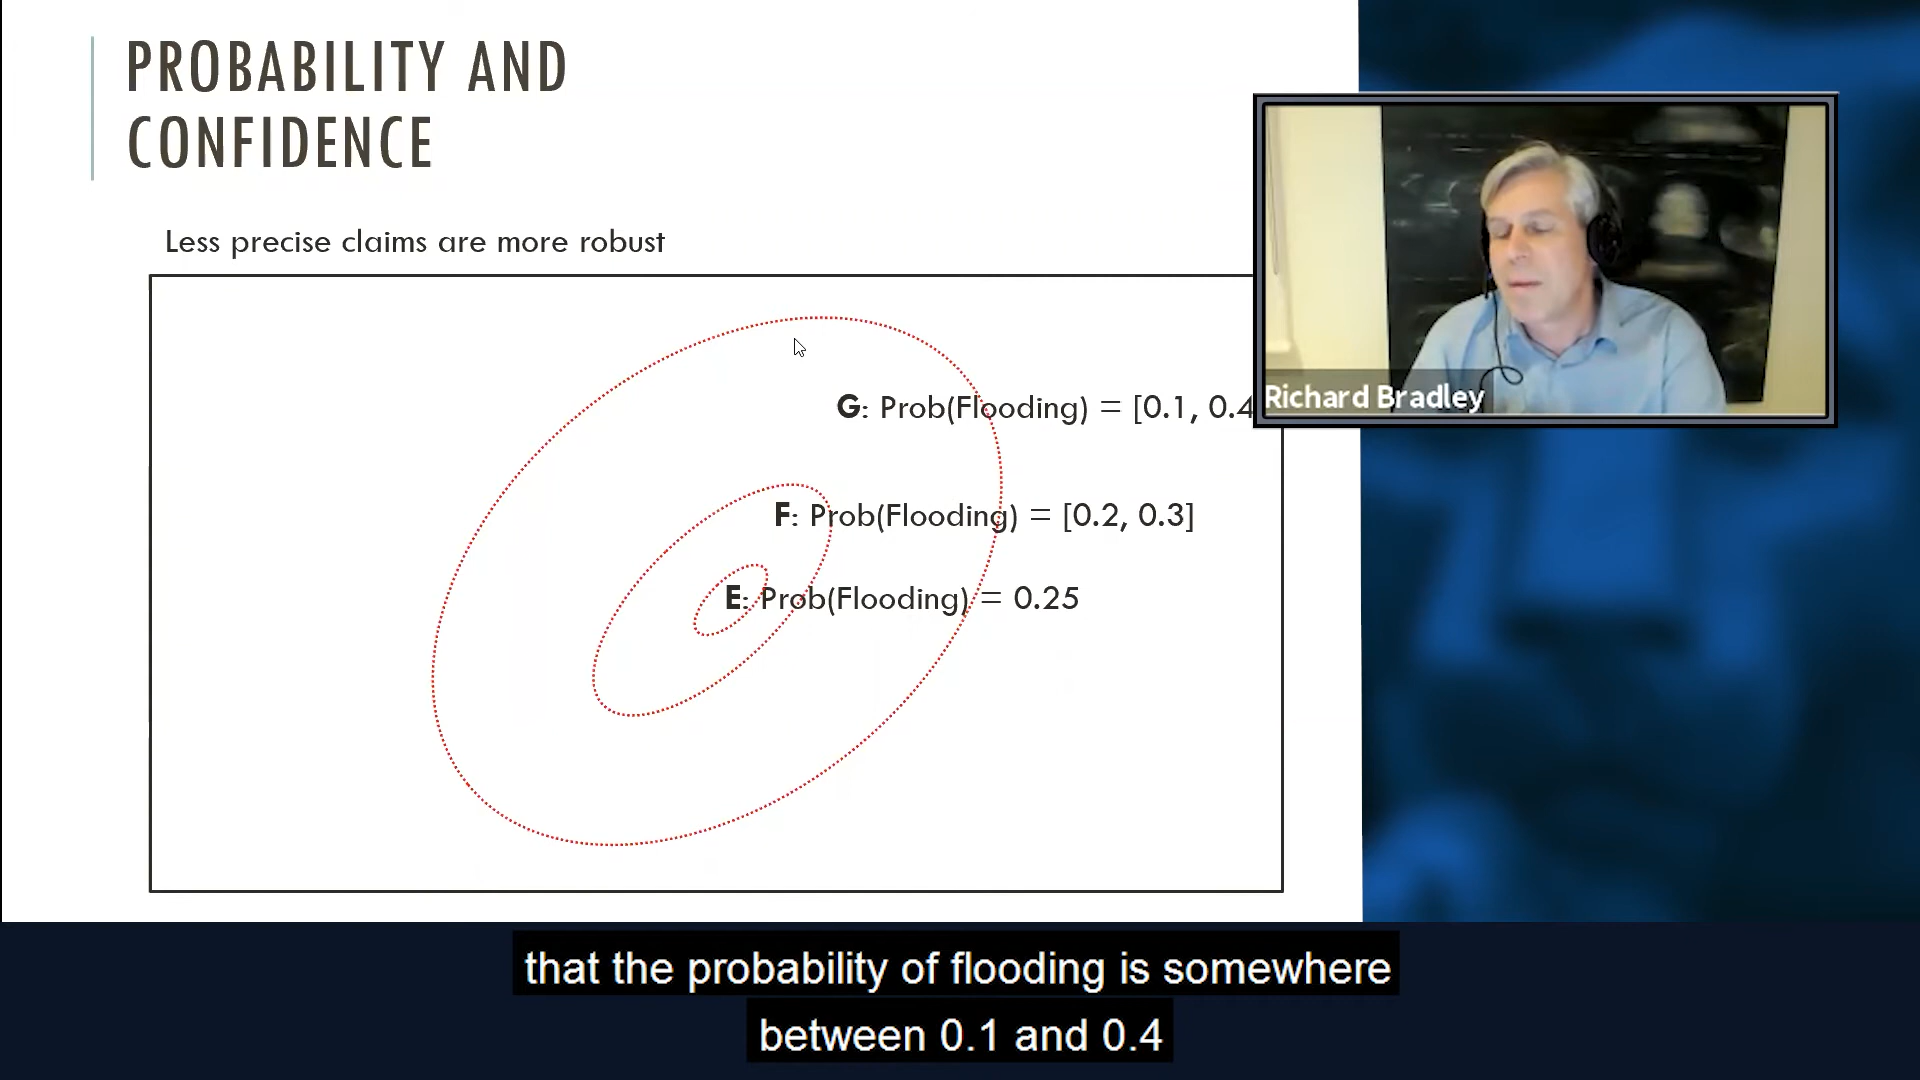 PROBABILITY AND
CONFIDENCE
Less precise claims are more robust
G: Prob(Flooding) = [0.1, 0.4
F: Prob(Flooding) = [0.2, 0.3]
E: Prob(Flooding) = 0.25
Richard Bradley
that the probability of flooding is somewhere
between 0.1 and 0.4